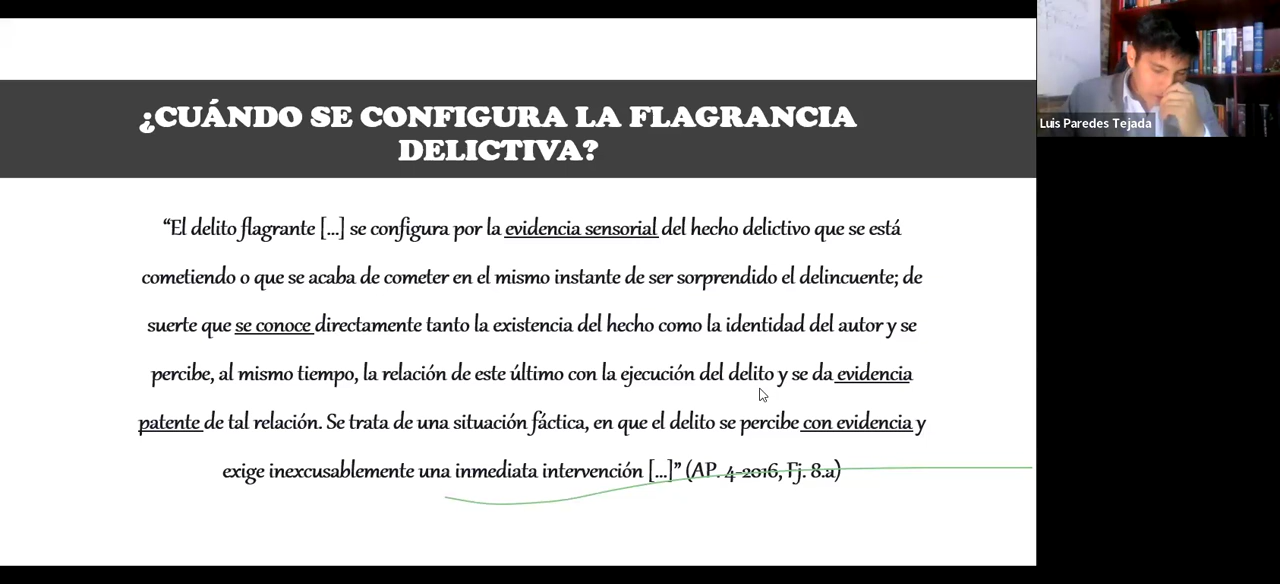 ¿CUÁNDO SE CONFIGURA LA FLAGRANCIA
DELICTIVA?
“El delito flagrante [...] se configura por la evidencia sensorial del hecho delictivo que se está
cometiendo o que se acaba de cometer en el mismo instante de ser sorprendido el delincuente; de
suerte que se conoce directamente tanto la existencia del hecho como la identidad del autor y se
percibe, al mismo tiempo, la relación de este último con la ejecución del delito y se da evidencia
patente de tal relación. Se trata de una situación fáctica, en que el delito se percibe con evidencia y
exige inexcusablemente una inmediata intervención [...]” (AP. 4-2016, Fj. 8.a)
Luis Paredes Tejada